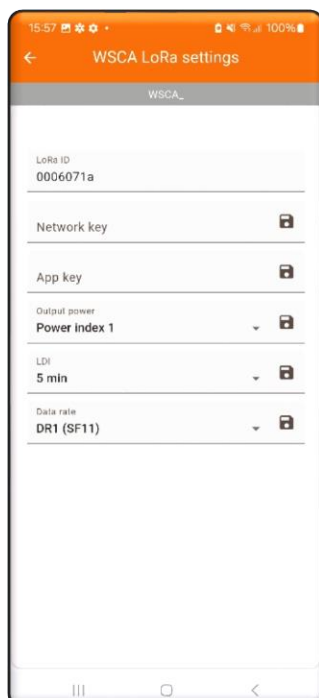 15:57
100%
WSCA LoRa settings
WSCA_
LoRa ID
0006071a
Network key
App key
Output power
Power index 1
LDI
5 min
Data rate
DR1 (SF11)